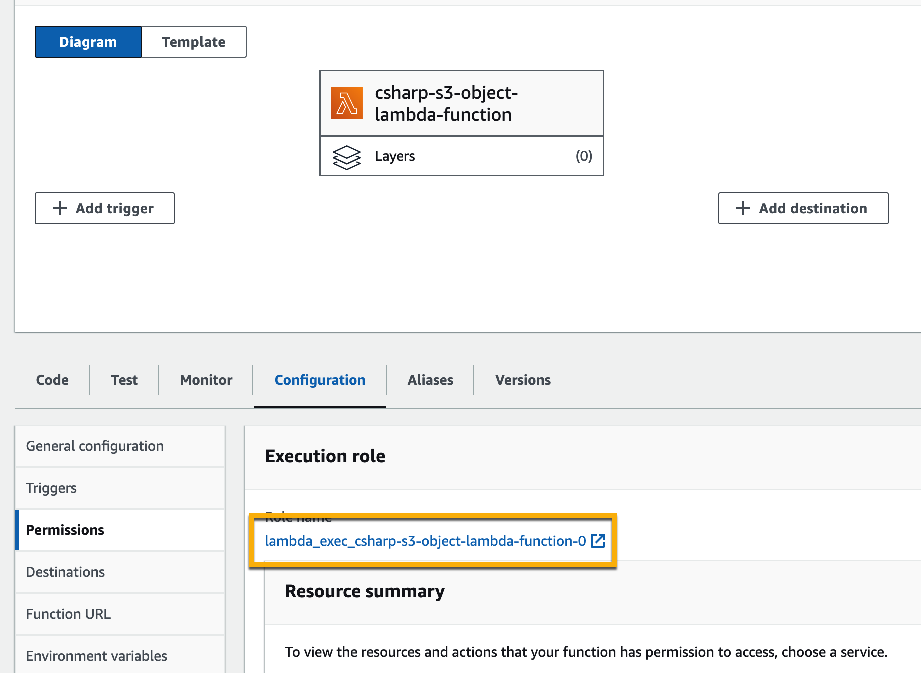 Diagram
Template
csharp-s3-object-
lambda-function
Layers
(0)
Add trigger
Add destination
Code
Test
Monitor
Configuration
Aliases
Versions
General configuration
Triggers
Permissions
Destinations
Function URL
Environment variables
Execution role
Role name
lambda_exec_csharp-s3-object-lambda-function-0
Resource summary
To view the resources and actions that your function has permission to access, choose a service.